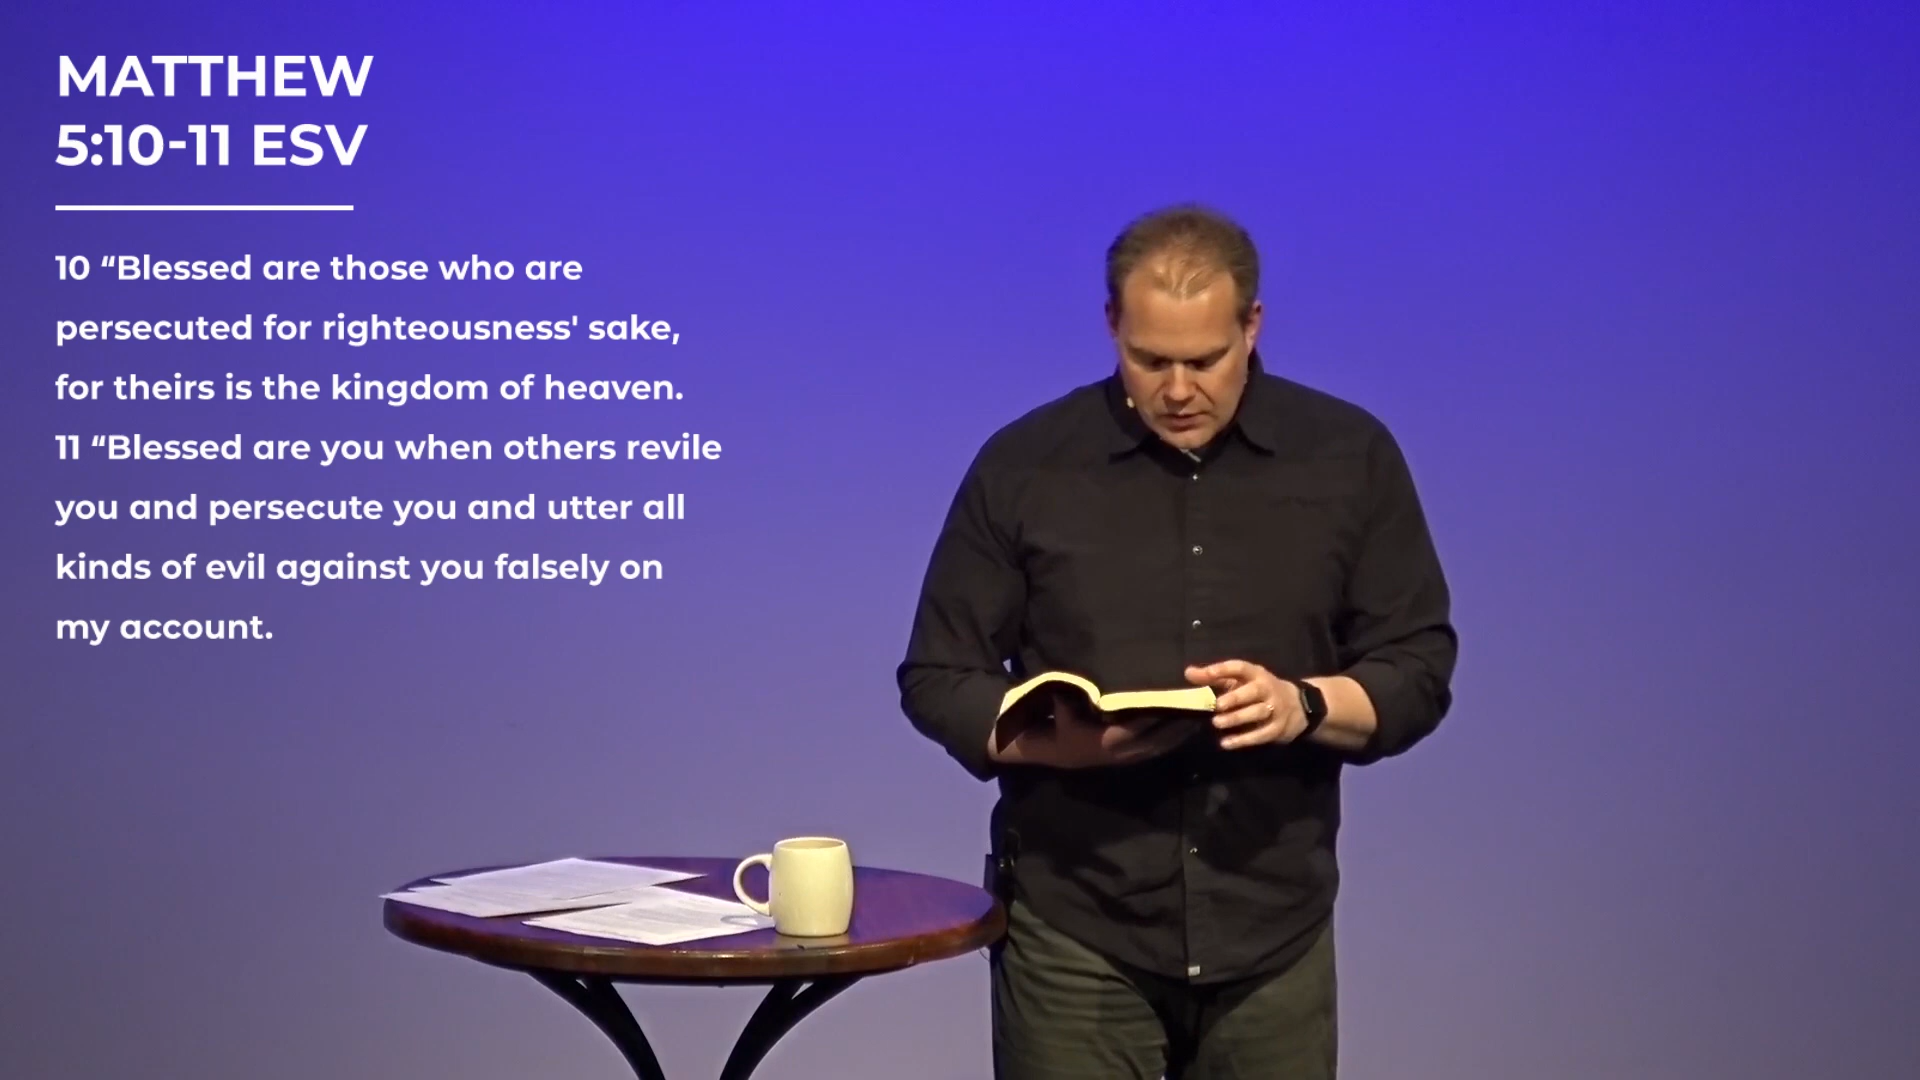 MATTHEW
5:10-11 ESV
10 “Blessed are those who are
persecuted for righteousness' sake,
for theirs is the kingdom of heaven.
11 “Blessed are you when others revile
you and persecute you and utter all
kinds of evil against you falsely on
my account.